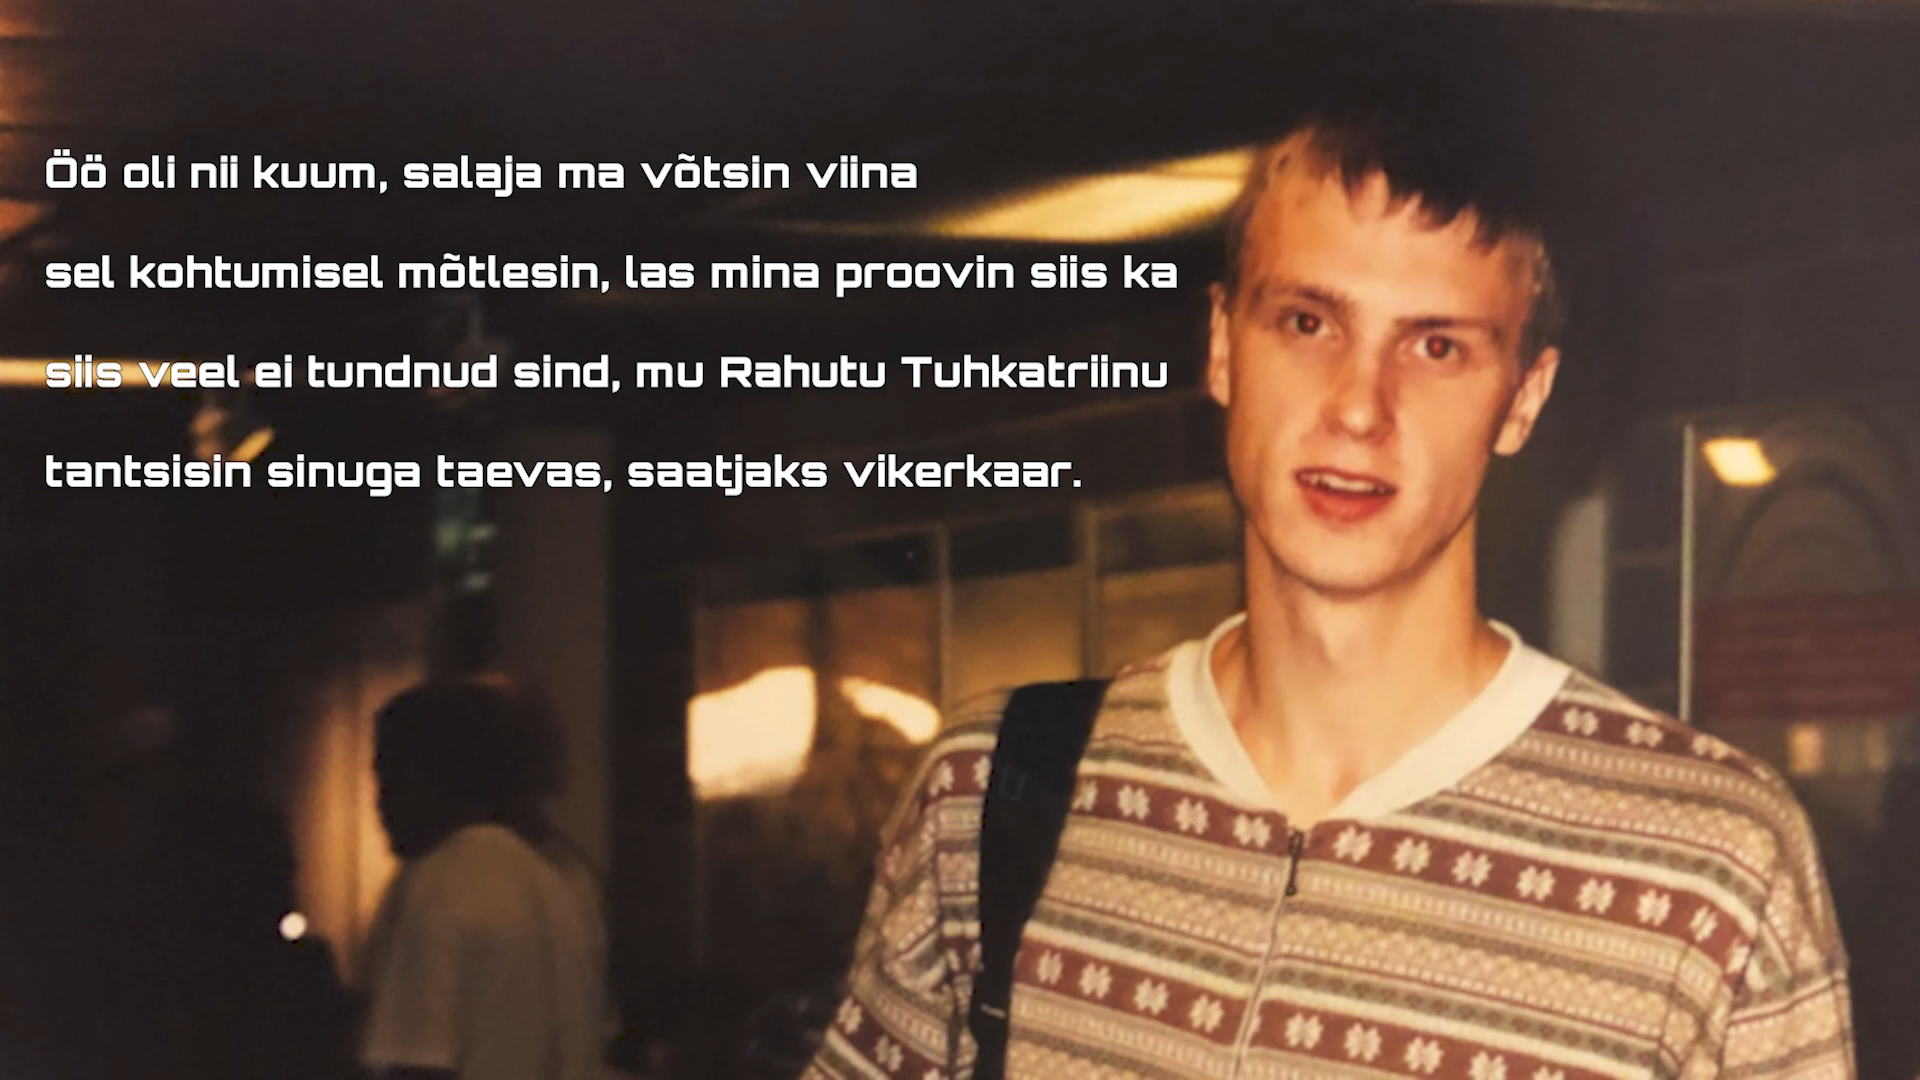 Öö oli nii kuum, salaja ma võtsin viina
sel kohtumisel mõtlesin, las mina proovin siis ka
siis veel ei tundnud sind, mu Rahutu Tuhkatriinu
tantsisin sinuga taevas, saatjaks vikerkaar.